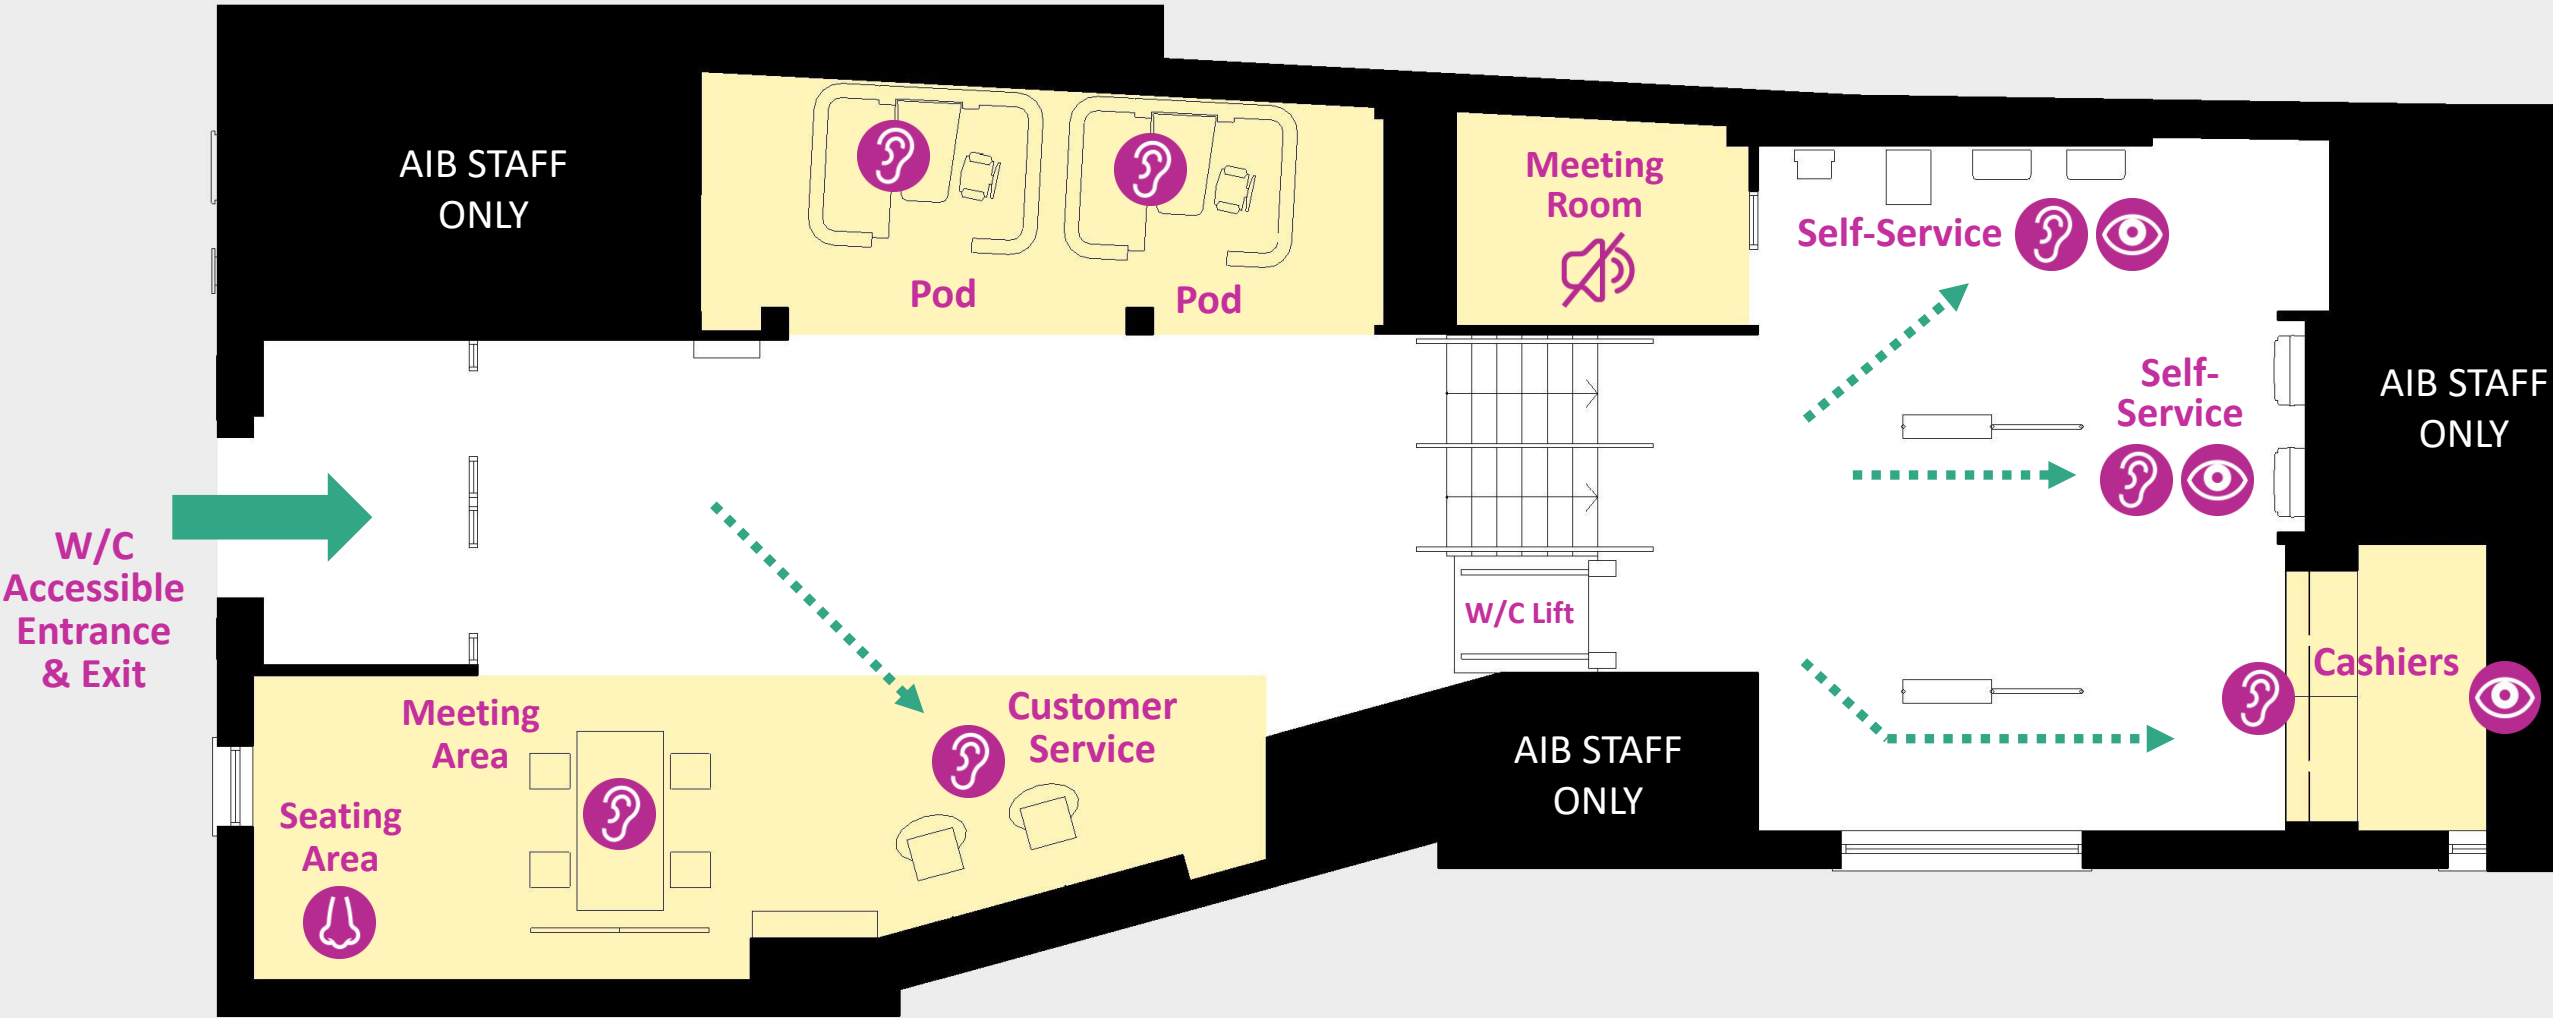 AIB STAFF
ONLY
Pod
Pod
Meeting
Room
Self-Service
Self-
Service
AIB STAFF
ONLY
W/C
Accessible
Entrance
& Exit
W/C Lift
Cashiers
Meeting
Area
Customer
Service
Seating
Area
AIB STAFF
ONLY